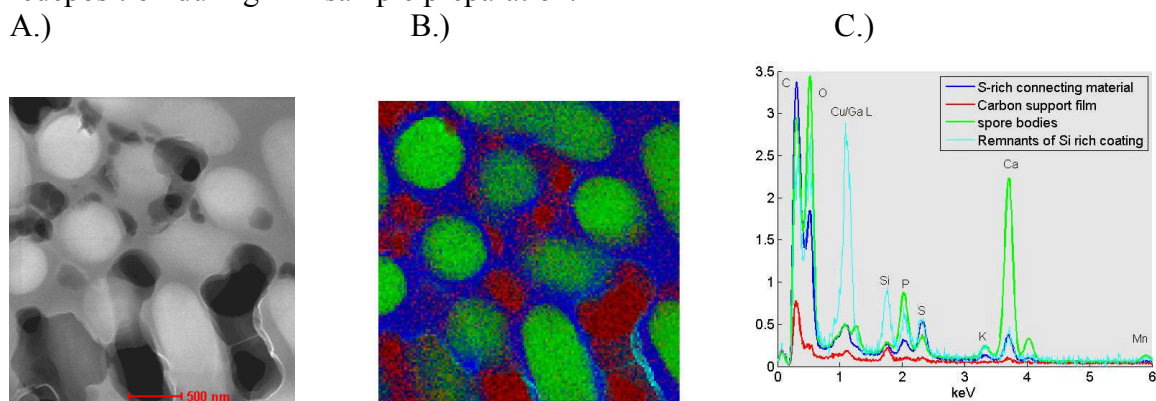 A.) B.) C.)
3.5
3
2.5
2
1.5
1
0.5
0
0 1 2 3 4 5 6
keV
C
O
Cu/Ga L
Si
P
S
K
Ca
Mn
S-rich connecting material
Carbon support film
spore bodies
Remnants of Si rich coating
500 nm